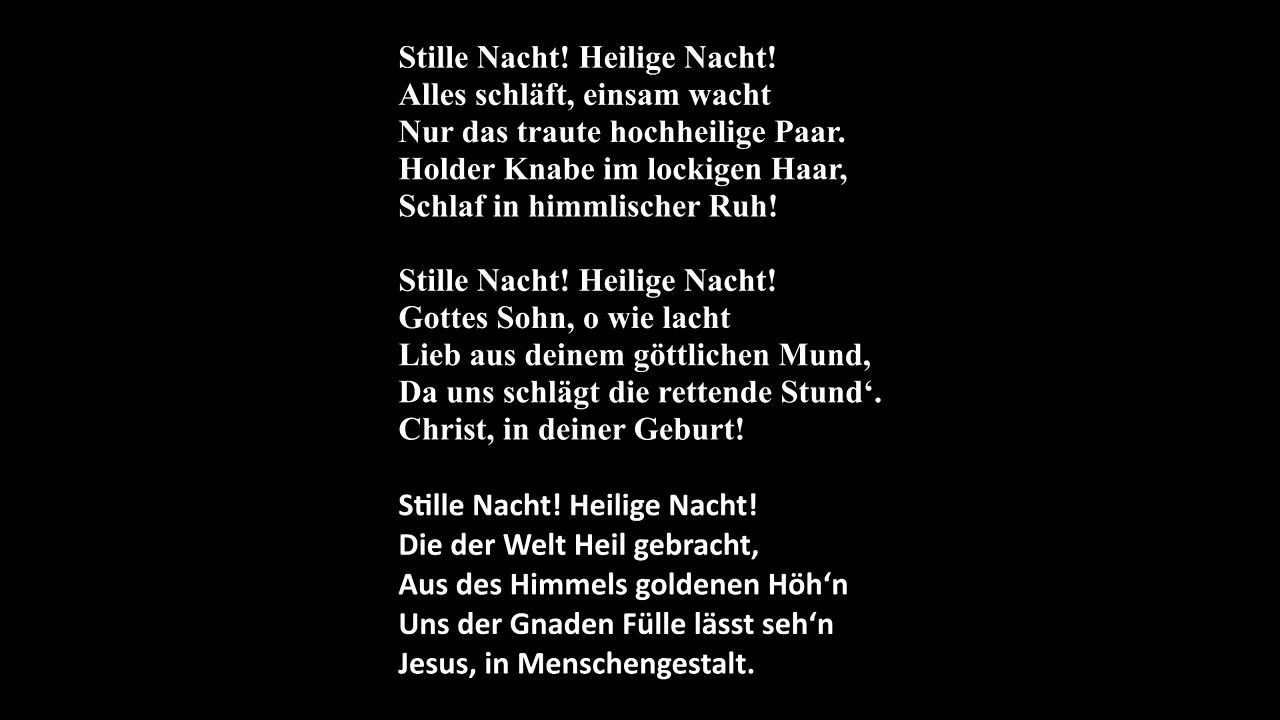 Stille Nacht! Heilige Nacht!
Alles schläft, einsam wacht
Nur das traute hochheilige Paar.
Holder Knabe im lockigen Haar,
Schlaf in himmlischer Ruh!
Stille Nacht! Heilige Nacht!
Gottes Sohn, o wie lacht
Lieb aus deinem göttlichen Mund,
Da uns schlägt die rettende Stund‘.
Christ, in deiner Geburt!
Stille Nacht! Heilige Nacht!
Die der Welt Heil gebracht,
Aus des Himmels goldenen Höh‘n
Uns der Gnaden Fülle lässt seh‘n
Jesus, in Menschengestalt.